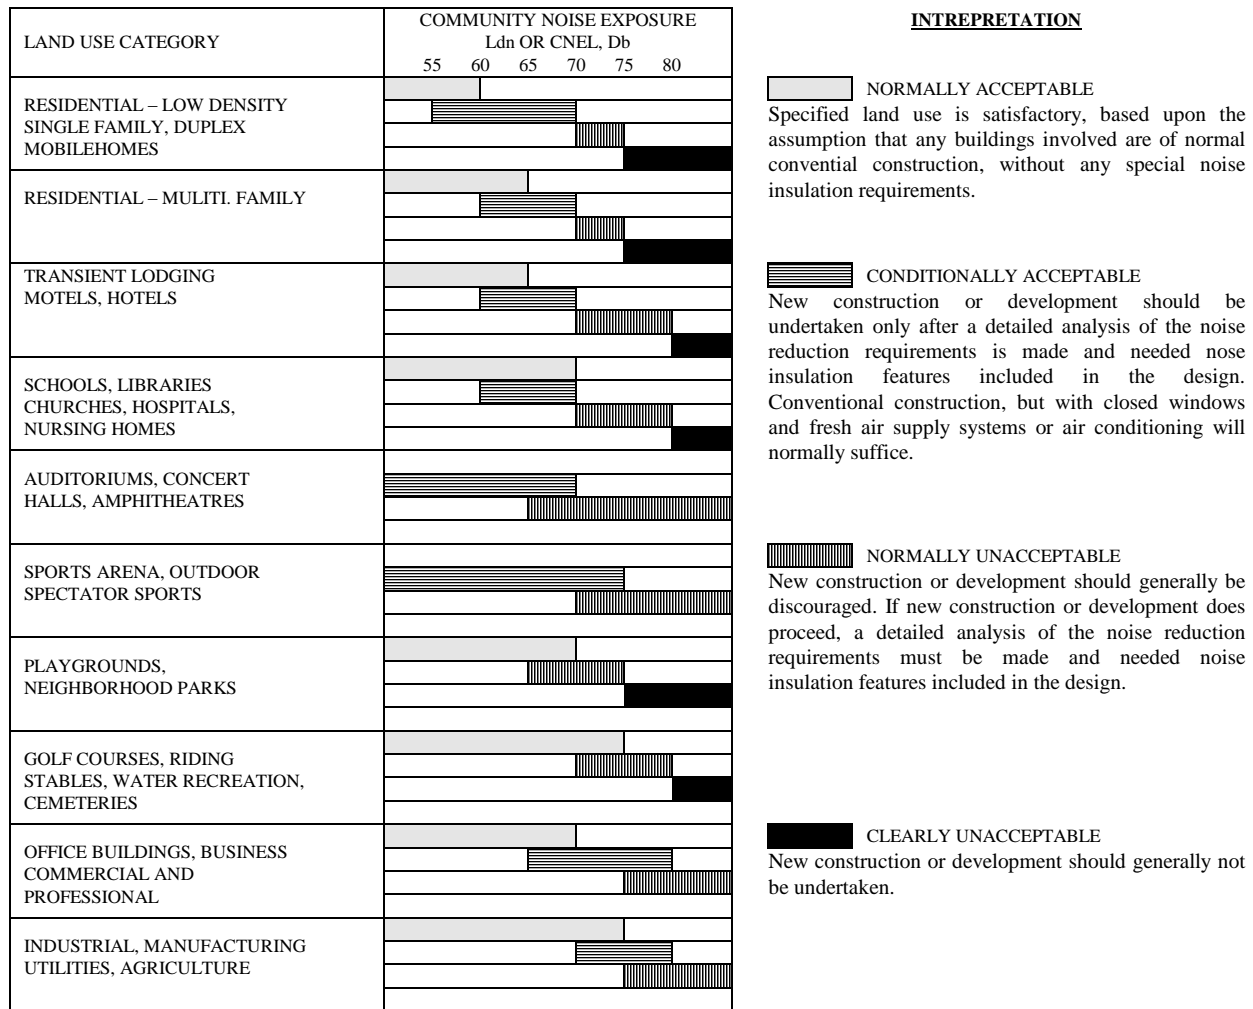 LAND USE CATEGORY
COMMUNITY NOISE EXPOSURE
Ldn OR CNEL, Db
55 60 65 70 75 80
RESIDENTIAL – LOW DENSITY
SINGLE FAMILY, DUPLEX
MOBILEHOMES
RESIDENTIAL – MULITI. FAMILY
TRANSIENT LODGING
MOTELS, HOTELS
SCHOOLS, LIBRARIES
CHURCHES, HOSPITALS,
NURSING HOMES
AUDITORIUMS, CONCERT
HALLS, AMPHITHEATRES
SPORTS ARENA, OUTDOOR
SPECTATOR SPORTS
PLAYGROUNDS,
NEIGHBORHOOD PARKS
GOLF COURSES, RIDING
STABLES, WATER RECREATION,
CEMETERIES
OFFICE BUILDINGS, BUSINESS
COMMERCIAL AND
PROFESSIONAL
INDUSTRIAL, MANUFACTURING
UTILITIES, AGRICULTURE
INTREPRETATION
NORMALLY ACCEPTABLE
Specified land use is satisfactory, based upon the
assumption that any buildings involved are of normal
convential construction, without any special noise
insulation requirements.
CONDITIONALLY ACCEPTABLE
New construction or development should be
undertaken only after a detailed analysis of the noise
reduction requirements is made and needed nose
insulation features included in the design.
Conventional construction, but with closed windows
and fresh air supply systems or air conditioning will
normally suffice.
NORMALLY UNACCEPTABLE
New construction or development should generally be
discouraged. If new construction or development does
proceed, a detailed analysis of the noise reduction
requirements must be made and needed noise
insulation features included in the design.
CLEARLY UNACCEPTABLE
New construction or development should generally not
be undertaken.